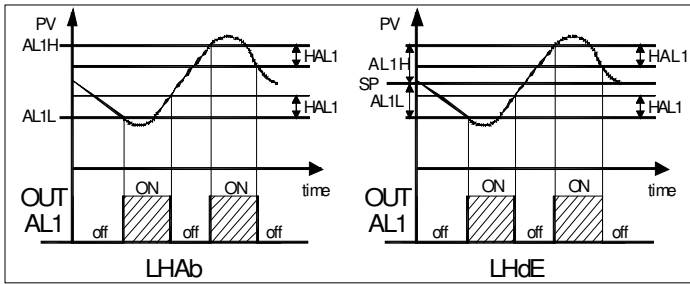 PV
AL1H
HAL1
HAL1
AL1L
ON
ON
time
OUT
AL1
off
off
off
LHAb
PV
AL1H
HAL1
SP
AL1L
HAL1
ON
ON
time
OUT
AL1
off
off
off
LHdE